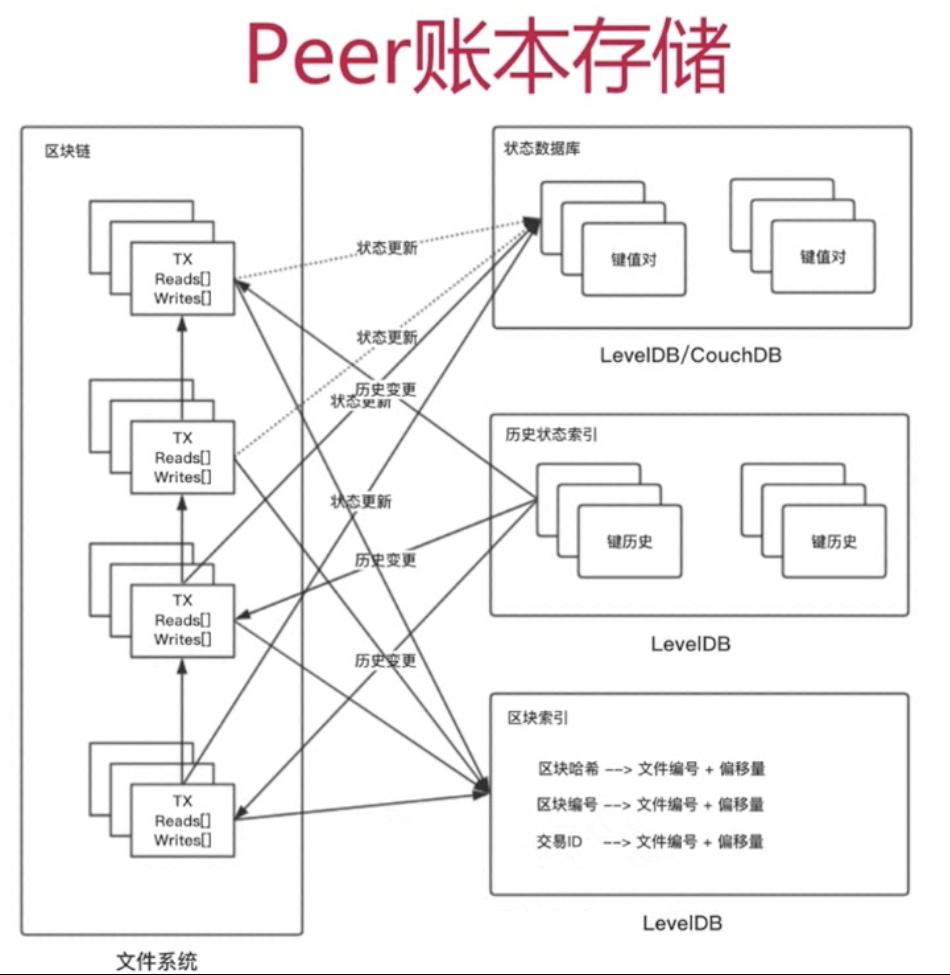 Peer账本存储
区块链
TX
Reads[]
Writes[]
TX
Reads[]
Writes[]
TX
Reads[]
Writes[]
TX
Reads[]
Writes[]
文件系统
状态更新
状态更新
历史变更
状态更新
状态更新
历史变更
历史变更
状态数据库
键值对
键值对
LevelDB/CouchDB
历史状态索引
键历史
键历史
LevelDB
区块索引
区块哈希 --> 文件编号 + 偏移量
区块编号 --> 文件编号 + 偏移量
交易ID --> 文件编号 + 偏移量
LevelDB